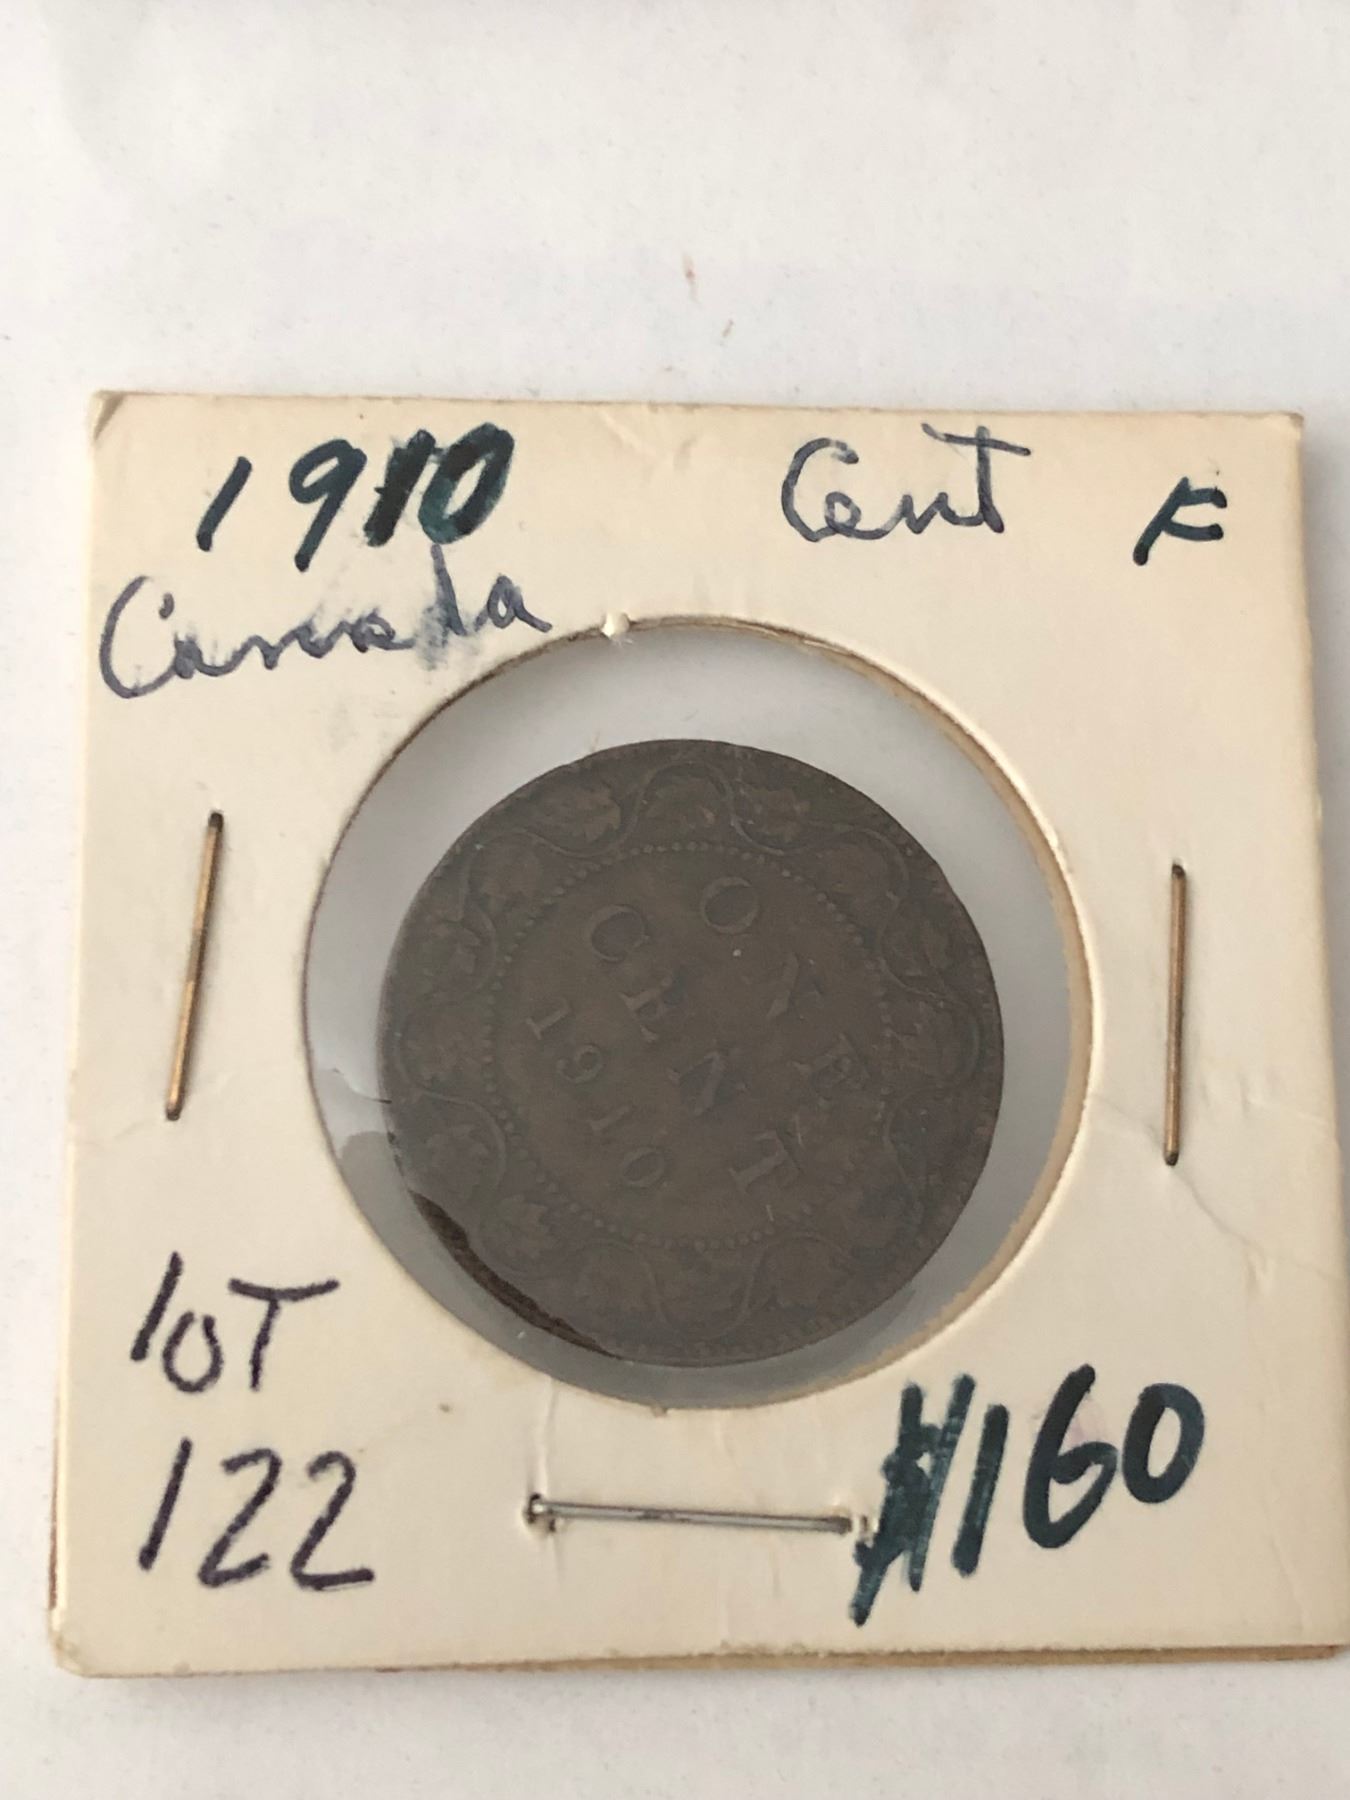 1910 Cent F
Canada
ONE
CENT
1910
lOT
122
160